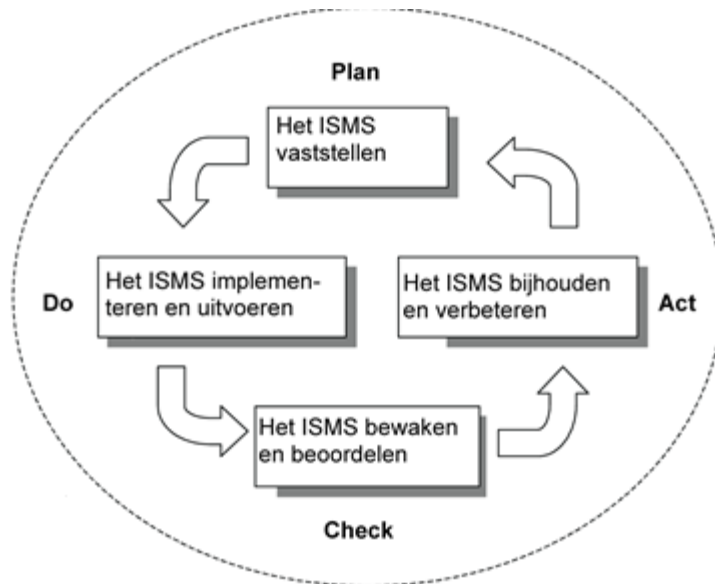 Plan
Het ISMS
vaststellen
Do
Het ISMS implemen-
teren en uitvoeren
Het ISMS bijhouden
en verbeteren
Act
Het ISMS bewaken
en beoordelen
Check